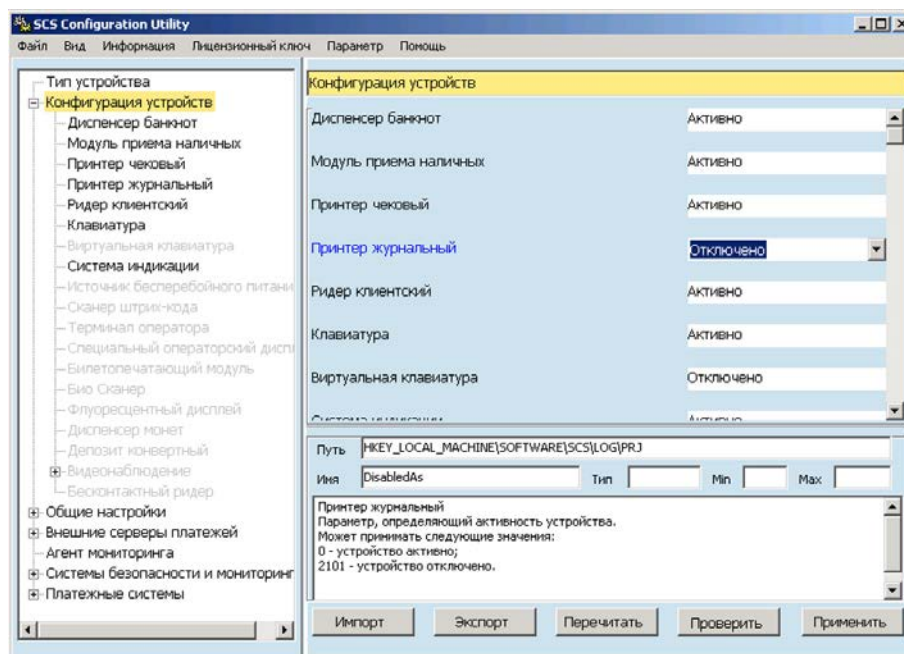 SCS Configuration Utility
Файл Вид Информация Лицензионный ключ Параметр Помощь
Тип устройства
Конфигурация устройств
Диспенсер банкнот
Модуль приема наличных
Принтер чековый
Принтер журнальный
Ридер клиентский
Клавиатура
Виртуальная клавиатура
Система индикации
Источник бесперебойного питани
Сканер штрих-кода
Терминал оператора
Специальный операторский диспл
Билетопечатающий модуль
Био Сканер
Флуоресцентный дисплей
Диспенсер монет
Депозит конвертный
Видеонаблюдение
Бесконтактный ридер
Общие настройки
Внешние серверы платежей
Агент мониторинга
Системы безопасности и мониторинг
Платежные системы
Конфигурация устройств
Диспенсер банкнот Активно
Модуль приема наличных Активно
Принтер чековый Активно
Принтер журнальный Отключено
Ридер клиентский Активно
Клавиатура Активно
Виртуальная клавиатура Отключено
Система индикации Активно
Путь HKEY_LOCAL_MACHINE\SOFTWARE\SCS\LOG\PRJ
Имя DisabledAs Тип Min Max
Принтер журнальный
Параметр, определяющий активность устройства.
Может принимать следующие значения:
0 - устройство активно;
2101 - устройство отключено.
Импорт Экспорт Перечитать Проверить Применить